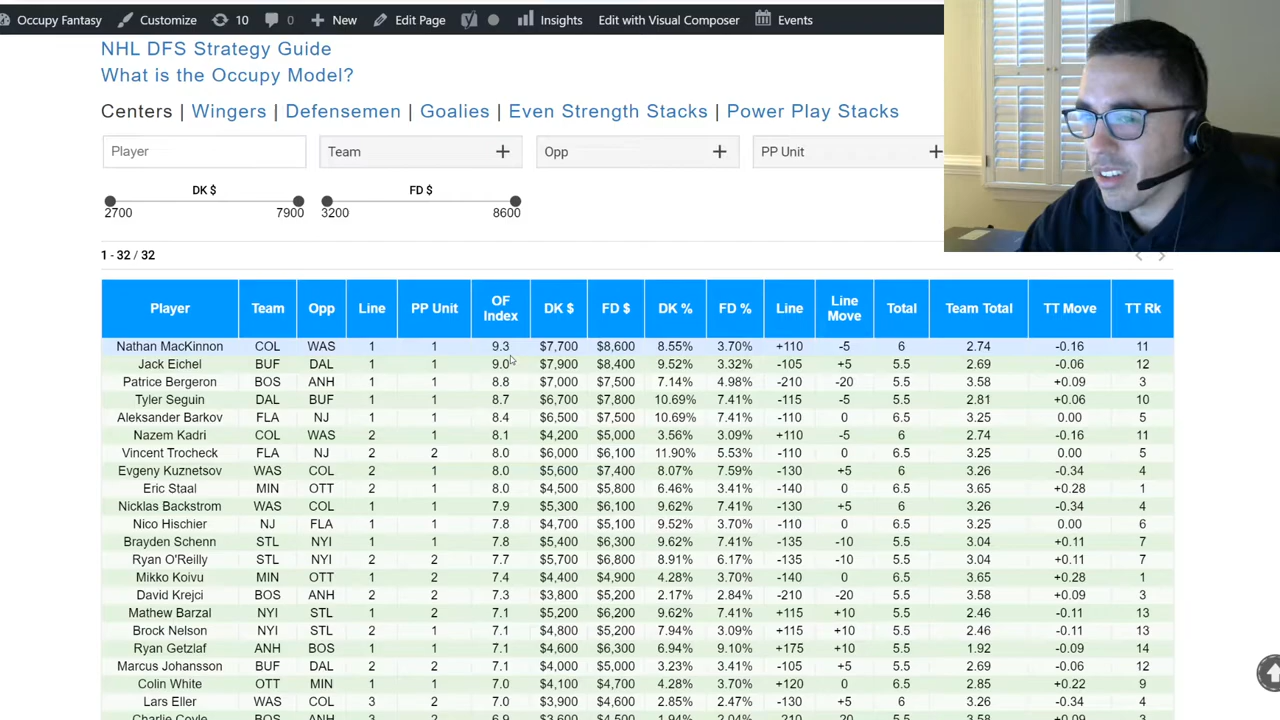 Occupy Fantasy Customize 10 0 New Edit Page Insights Edit with Visual Composer Events
NHL DFS Strategy Guide
What is the Occupy Model?
Centers | Wingers | Defensemen | Goalies | Even Strength Stacks | Power Play Stacks
Player Team + Opp + PP Unit +
DK $ FD $
2700 7900 3200 8600
1 - 32 / 32 < >
Player Team Opp Line PP Unit OF Index DK $ FD $ DK % FD % Line Line Move Total Team Total TT Move TT Rk
Nathan MacKinnon COL WAS 1 1 9.3 $7,700 $8,600 8.55% 3.70% +110 -5 6 2.74 -0.16 11
Jack Eichel BUF DAL 1 1 9.0 $7,900 $8,400 9.52% 3.32% -105 +5 5.5 2.69 -0.06 12
Patrice Bergeron BOS ANH 1 1 8.8 $7,000 $7,500 7.14% 4.98% -210 -20 5.5 3.58 +0.09 3
Tyler Seguin DAL BUF 1 1 8.7 $6,700 $7,800 10.69% 7.41% -115 -5 5.5 2.81 +0.06 10
Aleksander Barkov FLA NJ 1 1 8.4 $6,500 $7,500 10.69% 7.41% -110 0 6.5 3.25 0.00 5
Nazem Kadri COL WAS 2 1 8.1 $4,200 $5,000 3.56% 3.09% +110 -5 6 2.74 -0.16 11
Vincent Trocheck FLA NJ 2 2 8.0 $6,000 $6,100 11.90% 5.53% -110 0 6.5 3.25 0.00 5
Evgeny Kuznetsov WAS COL 2 1 8.0 $5,600 $7,400 8.07% 7.59% -130 +5 6 3.26 -0.34 4
Eric Staal MIN OTT 2 1 8.0 $4,500 $5,800 6.46% 3.41% -140 0 6.5 3.65 +0.28 1
Nicklas Backstrom WAS COL 1 1 7.9 $5,300 $6,100 9.62% 7.41% -130 +5 6 3.26 -0.34 4
Nico Hischier NJ FLA 1 1 7.8 $4,700 $5,100 9.52% 3.70% -110 0 6.5 3.25 0.00 6
Brayden Schenn STL NYI 1 1 7.8 $5,400 $6,300 9.62% 7.41% -135 -10 5.5 3.04 +0.11 7
Ryan O'Reilly STL NYI 2 2 7.7 $5,700 $6,800 8.91% 6.17% -135 -10 5.5 3.04 +0.11 7
Mikko Koivu MIN OTT 1 2 7.4 $4,400 $4,900 4.28% 3.70% -140 0 6.5 3.65 +0.28 1
David Krejci BOS ANH 2 2 7.3 $3,800 $5,200 2.17% 2.84% -210 -20 5.5 3.58 +0.09 3
Mathew Barzal NYI STL 1 2 7.1 $5,200 $6,200 9.62% 7.41% +115 +10 5.5 2.46 -0.11 13
Brock Nelson NYI STL 2 1 7.1 $4,800 $5,200 7.94% 3.09% +115 +10 5.5 2.46 -0.11 13
Ryan Getzlaf ANH BOS 1 1 7.1 $4,600 $6,300 6.94% 9.10% +175 +10 5.5 1.92 -0.09 14
Marcus Johansson BUF DAL 2 2 7.1 $4,000 $5,000 3.23% 3.41% -105 +5 5.5 2.69 -0.06 12
Colin White OTT MIN 1 1 7.0 $4,100 $4,700 4.28% 3.70% +120 0 6.5 2.85 +0.22 9
Lars Eller WAS COL 3 2 7.0 $3,900 $4,600 2.85% 2.47% -130 +5 6 3.26 -0.34 4
Charlie Coyle BOS ANH 3 2 6.9 $3,600 $4,500 1.94% 2.04% -210 -20 5.5 3.58 +0.09 3